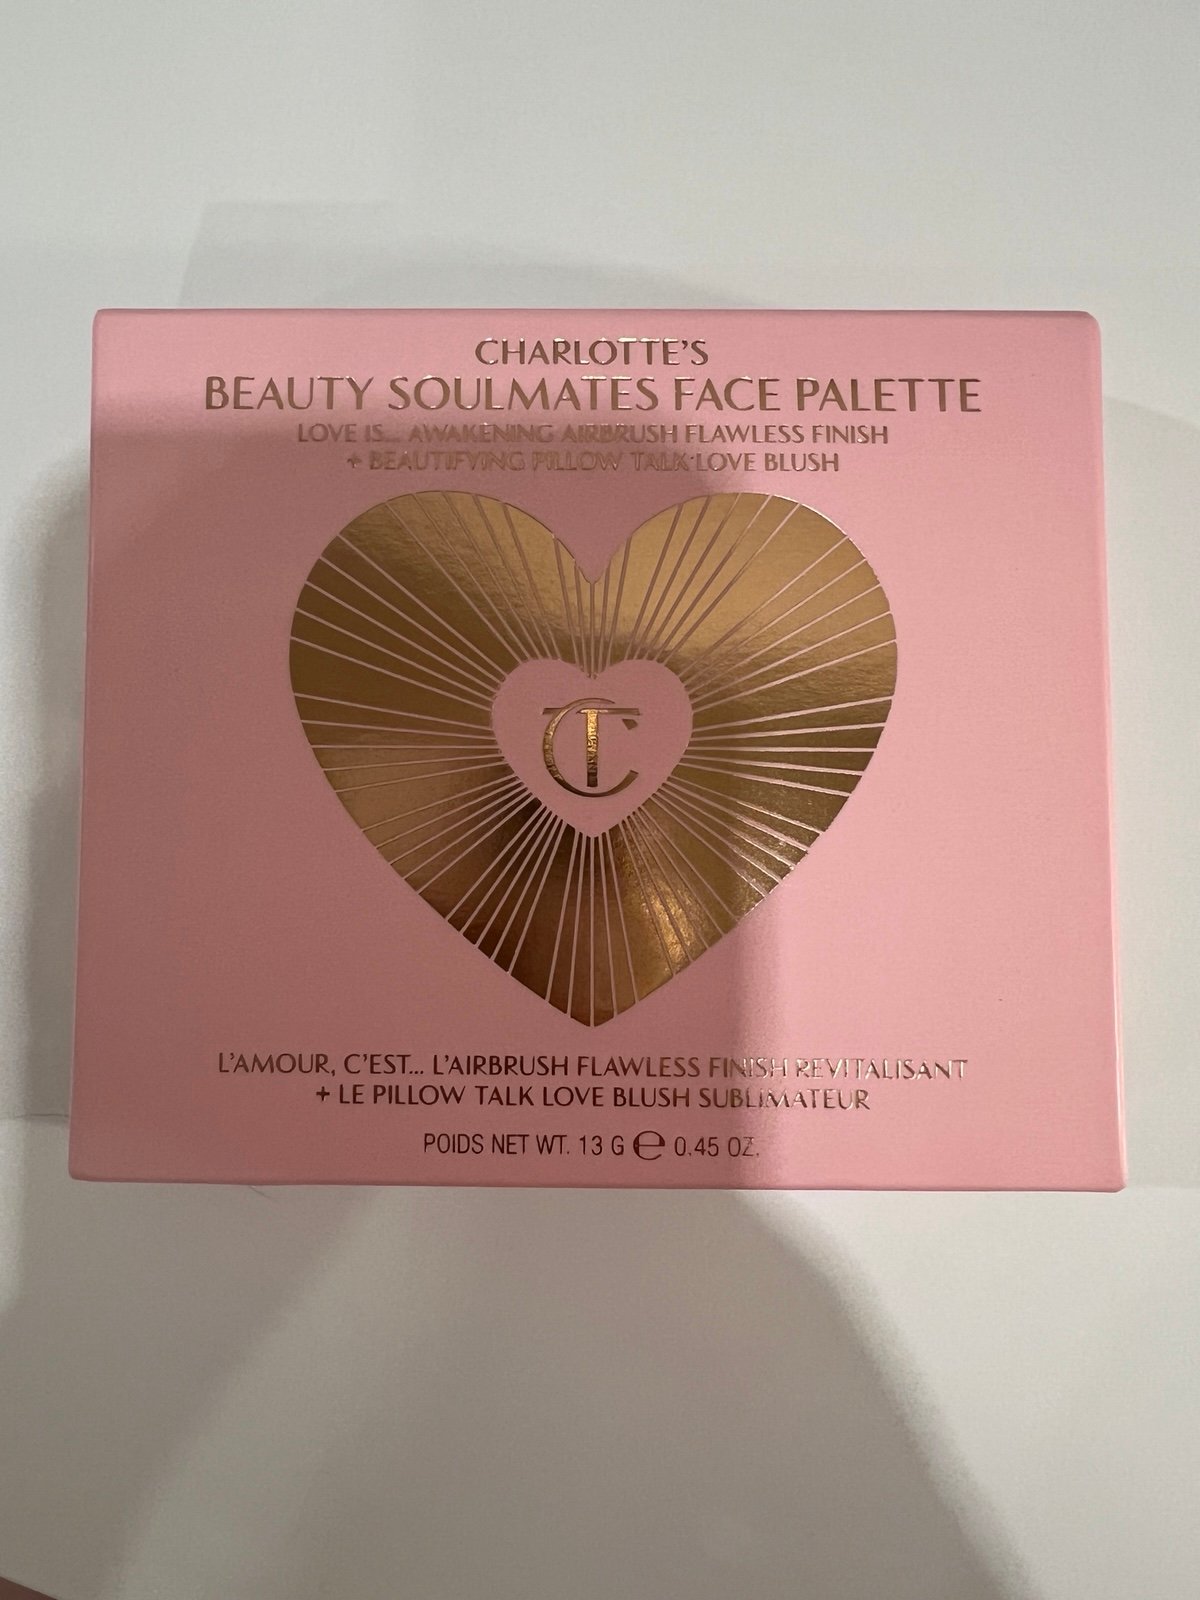 CHARLOTTE'S
BEAUTY SOULMATES FACE PALETTE
LOVE IS... AWAKENING AIRBRUSH FLAWLESS FINISH
+ BEAUTIFYING PILLOW TALK LOVE BLUSH
CT
L'AMOUR, C'EST... L'AIRBRUSH FLAWLESS FINISH REVITALISANT
+ LE PILLOW TALK LOVE BLUSH SUBLIMATEUR
POIDS NET WT. 13 G ℮ 0.45 OZ.